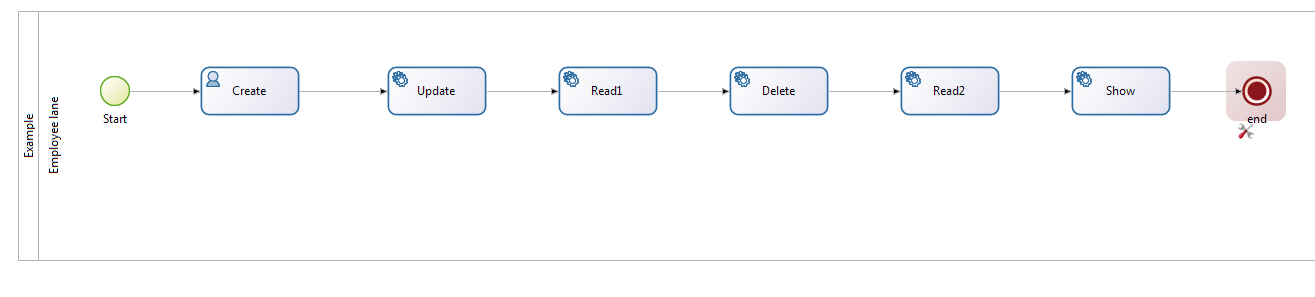 Example
Employee lane
Start
Create
Update
Read1
Delete
Read2
Show
end